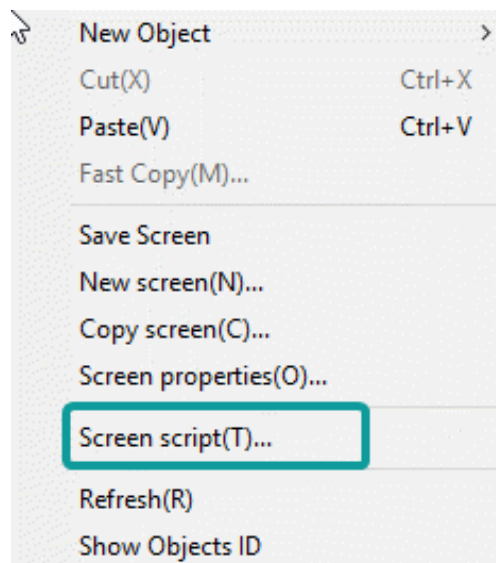 New Object >
Cut(X) Ctrl+X
Paste(V) Ctrl+V
Fast Copy(M)...
Save Screen
New screen(N)...
Copy screen(C)...
Screen properties(O)...
Screen script(T)...
Refresh(R)
Show Objects ID